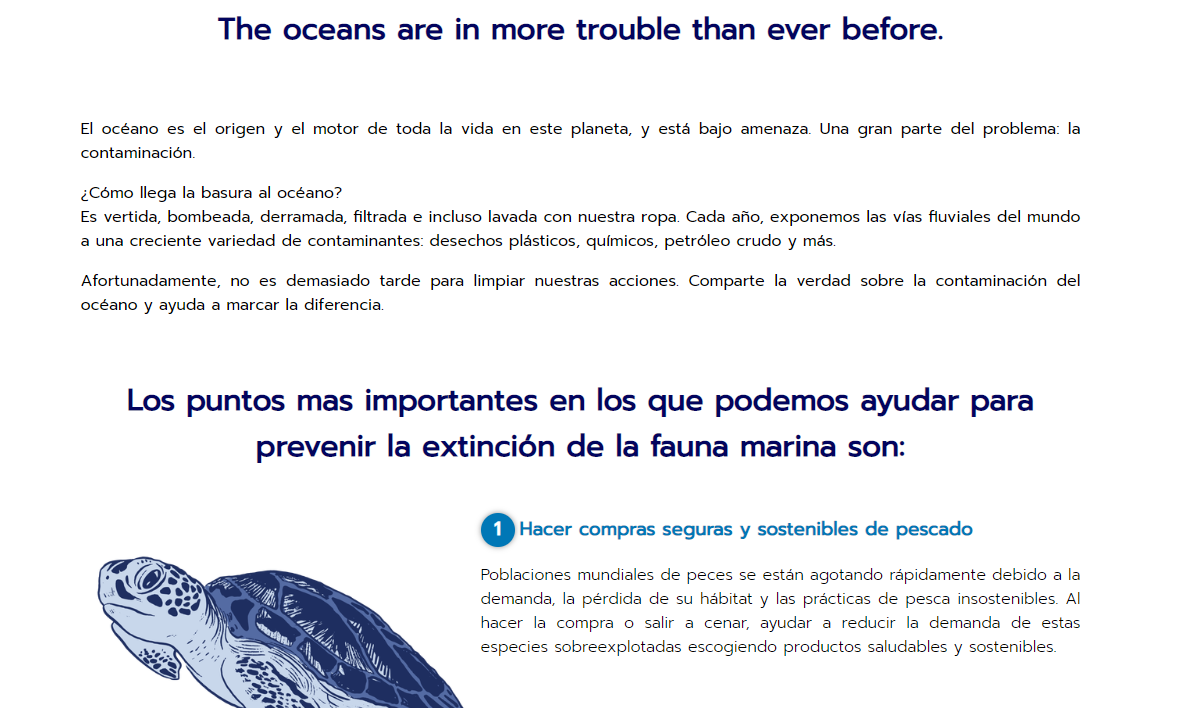 The oceans are in more trouble than ever before.
El océano es el origen y el motor de toda la vida en este planeta, y está bajo amenaza. Una gran parte del problema: la
contaminación.
¿Cómo llega la basura al océano?
Es vertida, bombeada, derramada, filtrada e incluso lavada con nuestra ropa. Cada año, exponemos las vías fluviales del mundo
a una creciente variedad de contaminantes: desechos plásticos, químicos, petróleo crudo y más.
Afortunadamente, no es demasiado tarde para limpiar nuestras acciones. Comparte la verdad sobre la contaminación del
océano y ayuda a marcar la diferencia.
Los puntos mas importantes en los que podemos ayudar para
prevenir la extinción de la fauna marina son:
1 Hacer compras seguras y sostenibles de pescado
Poblaciones mundiales de peces se están agotando rápidamente debido a la
demanda, la pérdida de su hábitat y las prácticas de pesca insostenibles. Al
hacer la compra o salir a cenar, ayudar a reducir la demanda de estas
especies sobreexplotadas escogiendo productos saludables y sostenibles.